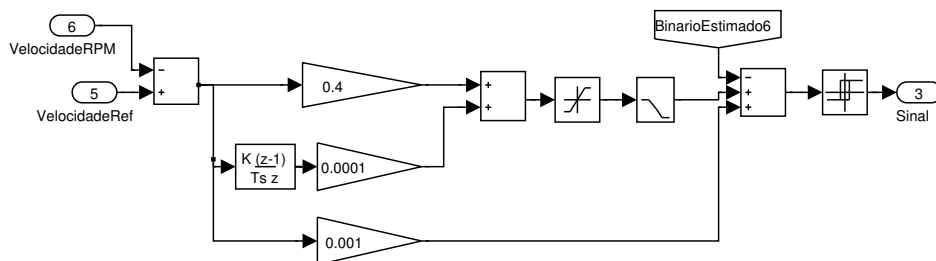 6
VelocidadeRPM
5
VelocidadeRef
−
+
0.4
K (z-1)
Ts z
0.0001
0.001
+
+
BinarioEstimado6
−
+
+
3
Sinal